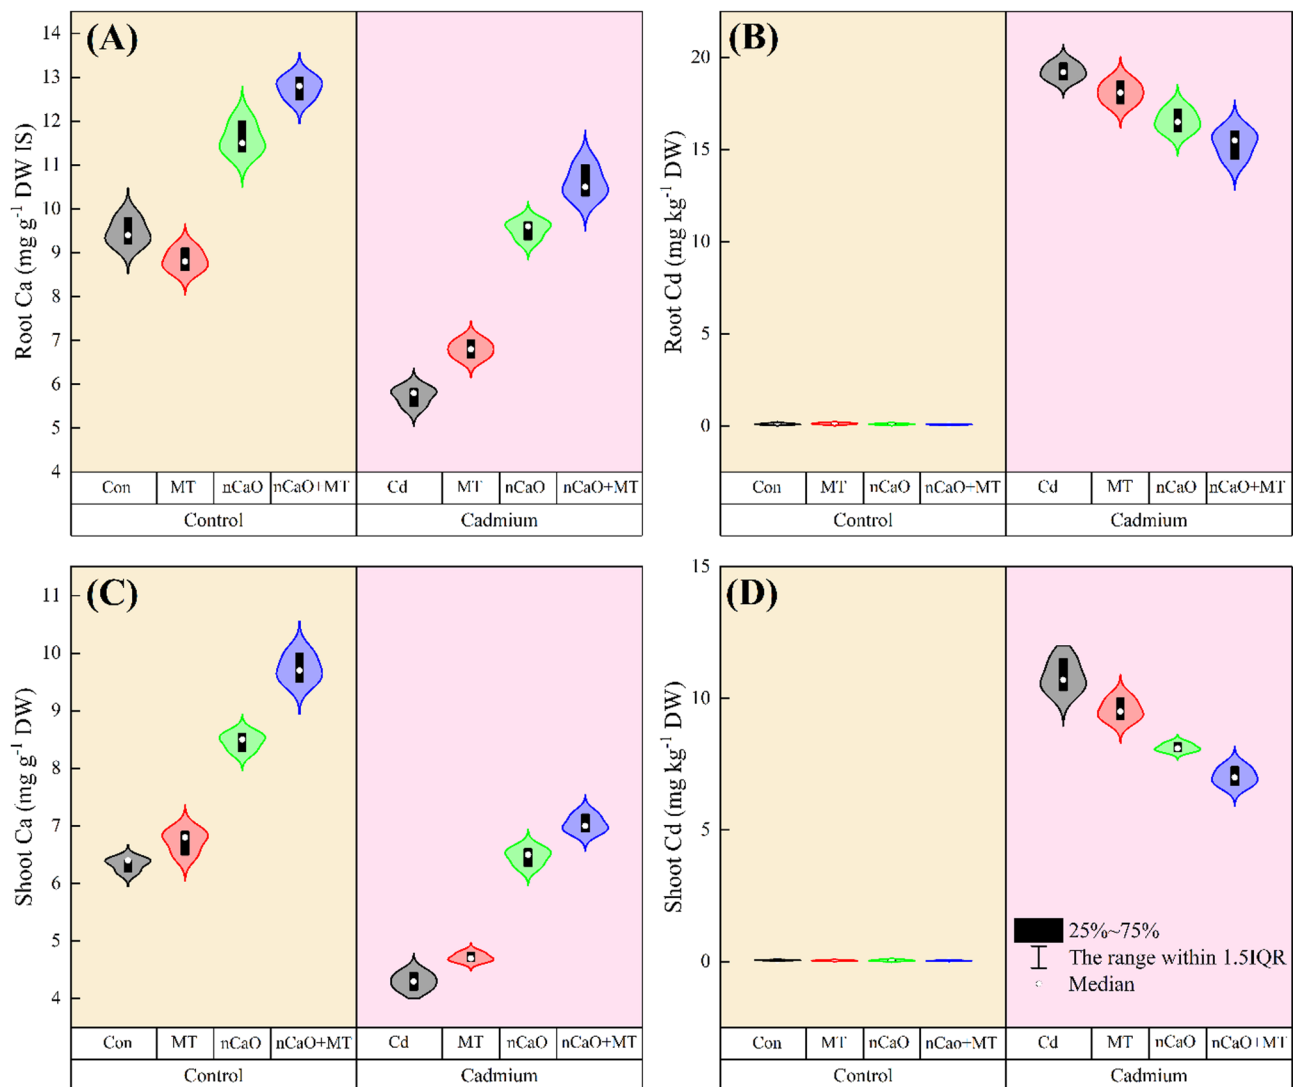 (A)
Root Ca (mg g⁻¹ DW IS)
14
13
12
11
10
9
8
7
6
5
4
Con MT nCaO nCaO+MT Cd MT nCaO nCaO+MT
Control Cadmium
(B)
Root Cd (mg kg⁻¹ DW)
20
15
10
5
0
Con MT nCaO nCaO+MT Cd MT nCaO nCaO+MT
Control Cadmium
(C)
Shoot Ca (mg g⁻¹ DW)
11
10
9
8
7
6
5
4
Con MT nCaO nCaO+MT Cd MT nCaO nCaO+MT
Control Cadmium
(D)
Shoot Cd (mg kg⁻¹ DW)
15
10
5
0
25%~75%
The range within 1.5IQR
Median
Con MT nCaO nCao+MT Cd MT nCaO nCaO+MT
Control Cadmium